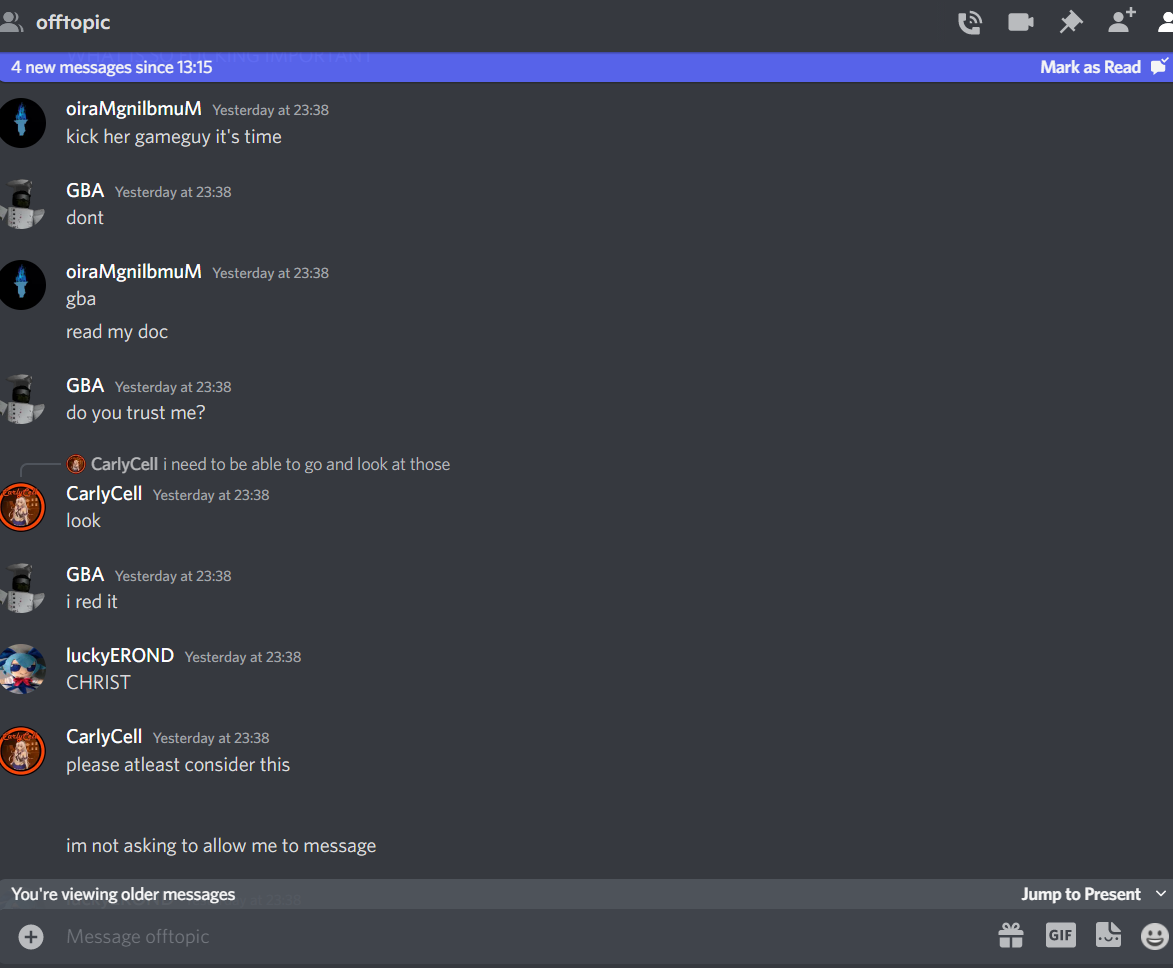 offtopic
WHAT IS SO FUCKING IMPORTANT
4 new messages since 13:15 Mark as Read
oiraMgnilbmuM Yesterday at 23:38
kick her gameguy it's time
GBA Yesterday at 23:38
dont
oiraMgnilbmuM Yesterday at 23:38
gba
read my doc
GBA Yesterday at 23:38
do you trust me?
CarlyCell i need to be able to go and look at those
CarlyCell Yesterday at 23:38
look
GBA Yesterday at 23:38
i red it
luckyEROND Yesterday at 23:38
CHRIST
CarlyCell Yesterday at 23:38
please atleast consider this
im not asking to allow me to message
You're viewing older messages Jump to Present
Message offtopic
GIF